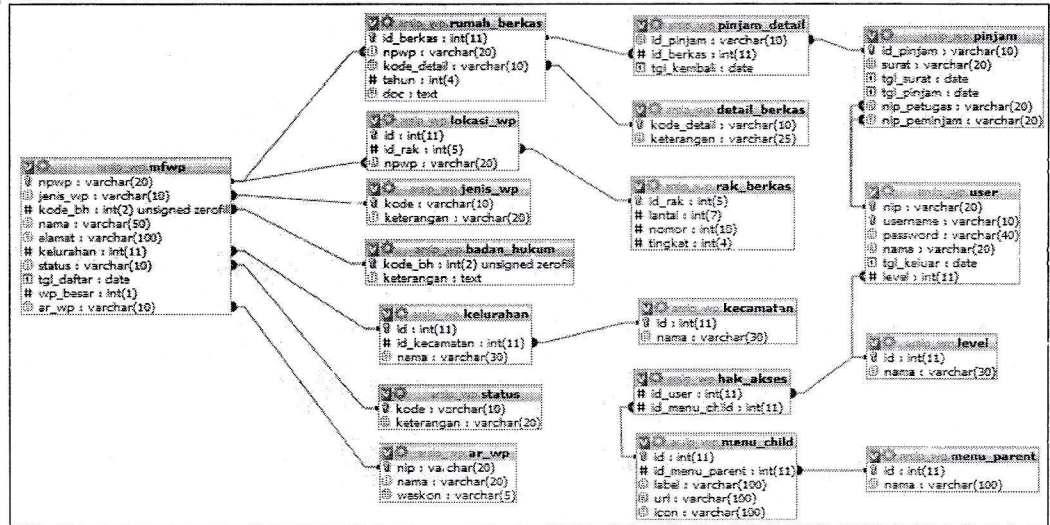 rumah_berkas
id_berkas : int(11)
npwp : varchar(20)
kode_detail : varchar(10)
# tahun : int(4)
doc : text
pinjam_detail
id_pinjam : varchar(10)
# id_berkas : int(11)
tgl_kembali : date
pinjam
id_pinjam : varchar(10)
surat : varchar(20)
tgl_surat : date
tgl_pinjam : date
nip_petugas : varchar(20)
nip_peminjam : varchar(20)
lokasi_wp
id : int(11)
# id_rak : int(5)
npwp : varchar(20)
detail_berkas
kode_detail : varchar(10)
keterangan : varchar(25)
mfwp
npwp : varchar(20)
jenis_wp : varchar(10)
# kode_bh : int(2) unsigned zerofill
nama : varchar(50)
alamat : varchar(100)
# kelurahan : int(11)
status : varchar(10)
tgl_daftar : date
# wp_besar : int(1)
ar_wp : varchar(10)
jenis_wp
kode : varchar(10)
keterangan : varchar(20)
rak_berkas
id_rak : int(5)
# lantai : int(7)
# nomor : int(10)
# tingkat : int(4)
user
nip : varchar(20)
username : varchar(10)
password : varchar(40)
nama : varchar(20)
tgl_keluar : date
# level : int(11)
badan_hukum
kode_bh : int(2) unsigned zerofill
keterangan : text
kelurahan
id : int(11)
# id_kecamatan : int(11)
nama : varchar(30)
kecamatan
id : int(11)
nama : varchar(30)
level
id : int(11)
nama : varchar(30)
status
kode : varchar(10)
keterangan : varchar(20)
hak_akses
# id_user : int(11)
# id_menu_child : int(11)
ar_wp
nip : varchar(20)
nama : varchar(20)
waskon : varchar(5)
menu_child
id : int(11)
# id_menu_parent : int(11)
label : varchar(100)
url : varchar(100)
icon : varchar(100)
menu_parent
id : int(11)
nama : varchar(100)